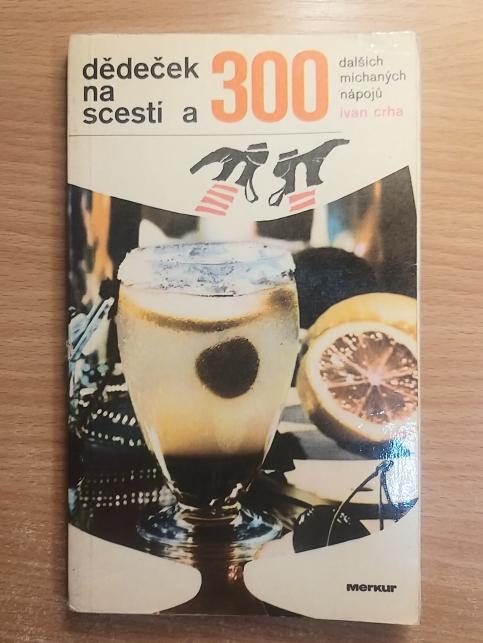 dědeček
na
scestí a 300
dalších
míchaných
nápojů
ivan crha
merkur